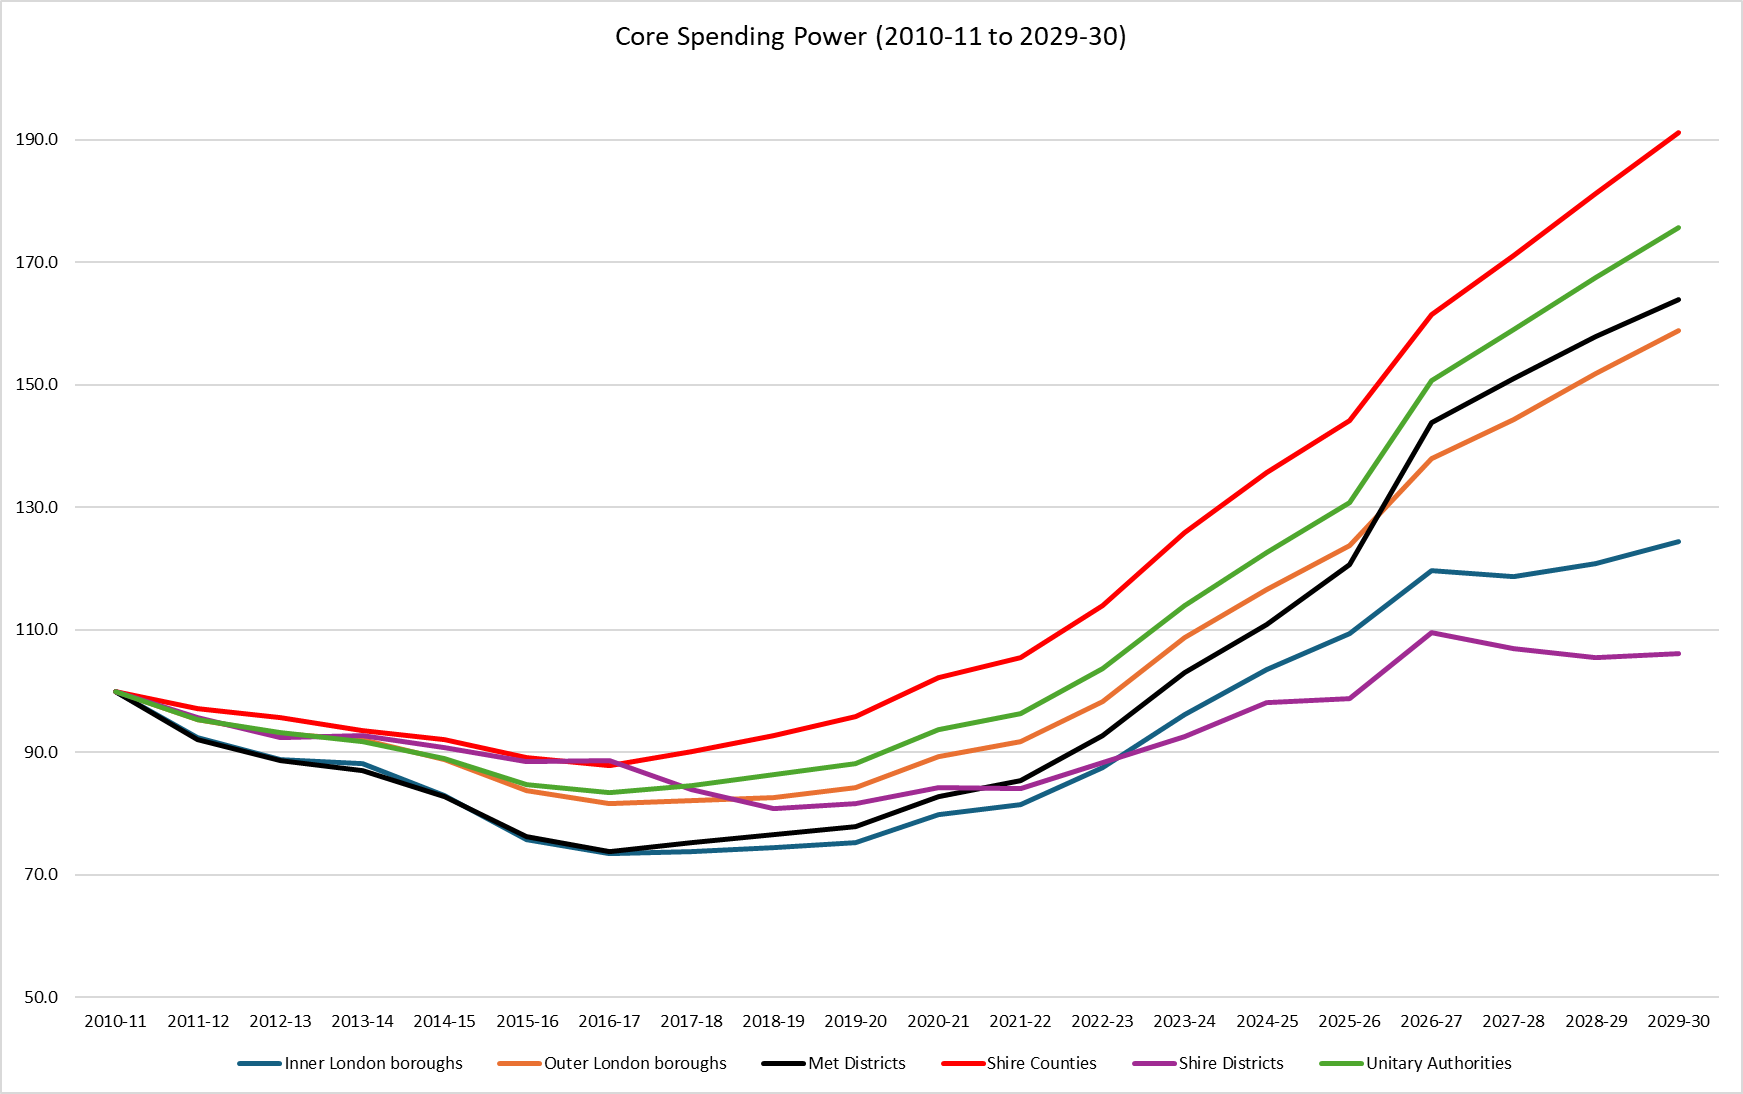 Core Spending Power (2010-11 to 2029-30)
190.0
170.0
150.0
130.0
110.0
90.0
70.0
50.0
2010-11 2011-12 2012-13 2013-14 2014-15 2015-16 2016-17 2017-18 2018-19 2019-20 2020-21 2021-22 2022-23 2023-24 2024-25 2025-26 2026-27 2027-28 2028-29 2029-30
Inner London boroughs Outer London boroughs Met Districts Shire Counties Shire Districts Unitary Authorities